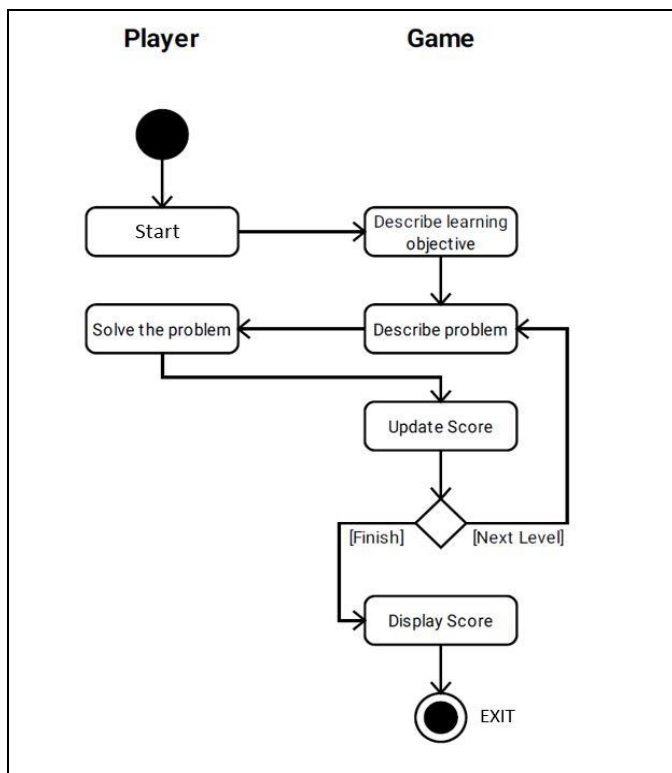 Player
Game
Start
Describe learning
objective
Solve the problem
Describe problem
Update Score
[Finish]
[Next Level]
Display Score
EXIT